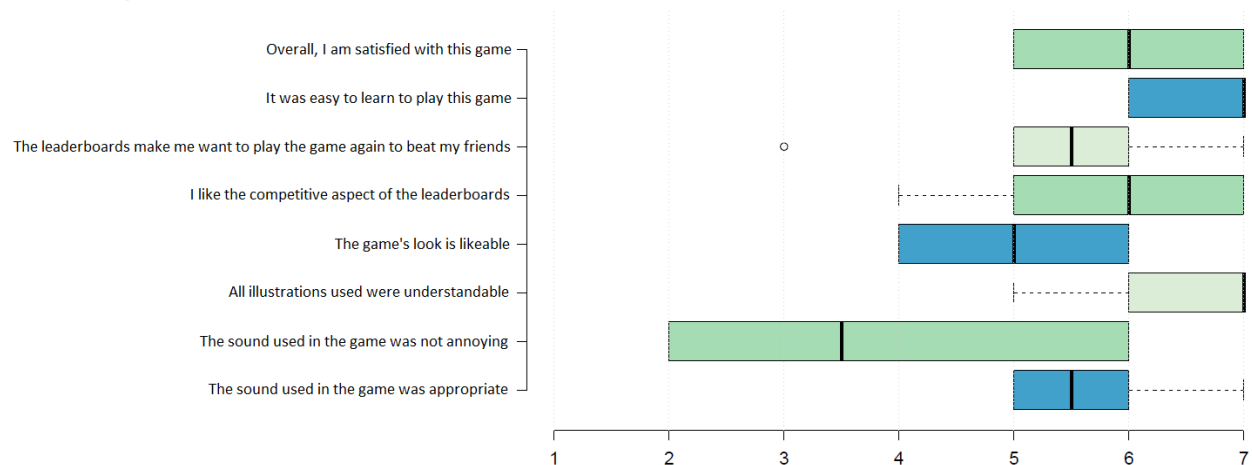 Overall, I am satisfied with this game
It was easy to learn to play this game
The leaderboards make me want to play the game again to beat my friends
I like the competitive aspect of the leaderboards
The game's look is likeable
All illustrations used were understandable
The sound used in the game was not annoying
The sound used in the game was appropriate
1 2 3 4 5 6 7